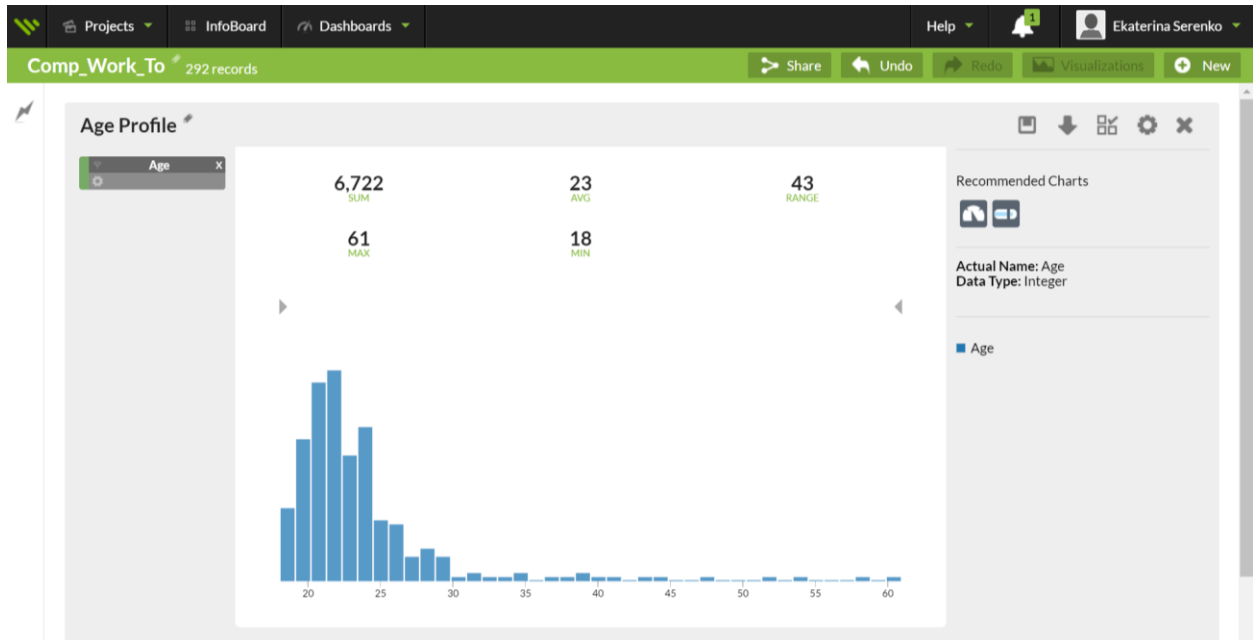 Projects InfoBoard Dashboards Help 1 Ekaterina Serenko
Comp_Work_To 292 records Share Undo Redo Visualizations New
Age Profile
Age x
6,722 23 43
SUM AVG RANGE
61 18
MAX MIN
Recommended Charts
Actual Name: Age
Data Type: Integer
Age
20 25 30 35 40 45 50 55 60